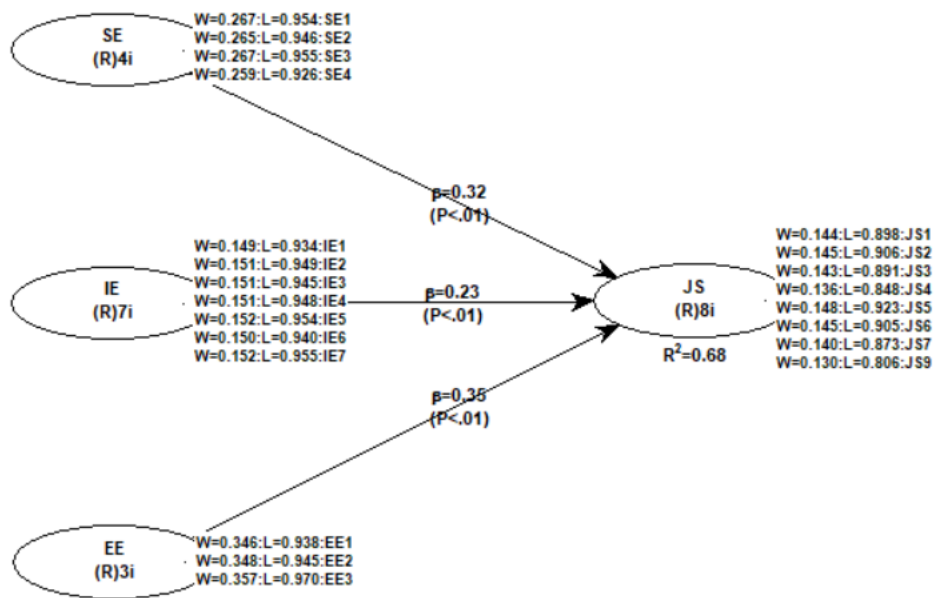 SE
(R)4i
W=0.267:L=0.954:SE1
W=0.265:L=0.946:SE2
W=0.267:L=0.955:SE3
W=0.259:L=0.926:SE4
β=0.32
(P<.01)
IE
(R)7i
W=0.149:L=0.934:IE1
W=0.151:L=0.949:IE2
W=0.151:L=0.945:IE3
W=0.151:L=0.948:IE4
W=0.152:L=0.954:IE5
W=0.150:L=0.940:IE6
W=0.152:L=0.955:IE7
β=0.23
(P<.01)
JS
(R)8i
R²=0.68
W=0.144:L=0.898:JS1
W=0.145:L=0.906:JS2
W=0.143:L=0.891:JS3
W=0.136:L=0.848:JS4
W=0.148:L=0.923:JS5
W=0.145:L=0.905:JS6
W=0.140:L=0.873:JS7
W=0.130:L=0.806:JS9
β=0.35
(P<.01)
EE
(R)3i
W=0.346:L=0.938:EE1
W=0.348:L=0.945:EE2
W=0.357:L=0.970:EE3